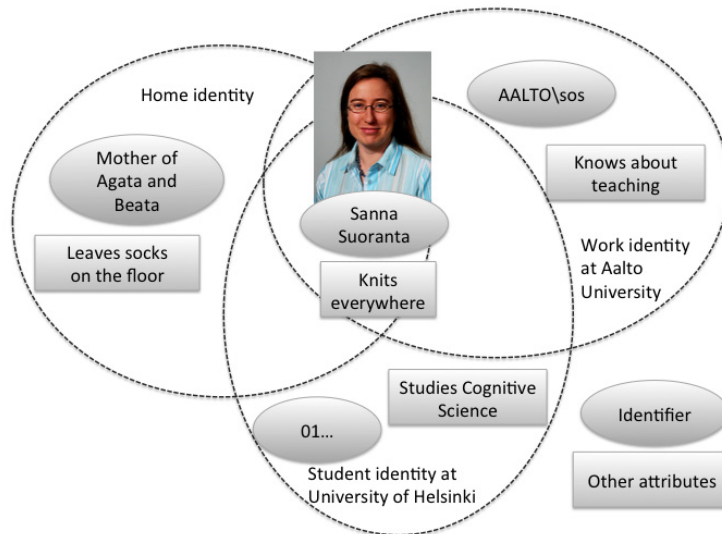 Home identity
AALTO\sos
Mother of
Agata and
Beata
Knows about
teaching
Sanna
Suoranta
Leaves socks
on the floor
Work identity
at Aalto
University
Knits
everywhere
Studies Cognitive
Science
Identifier
01...
Student identity at
University of Helsinki
Other attributes